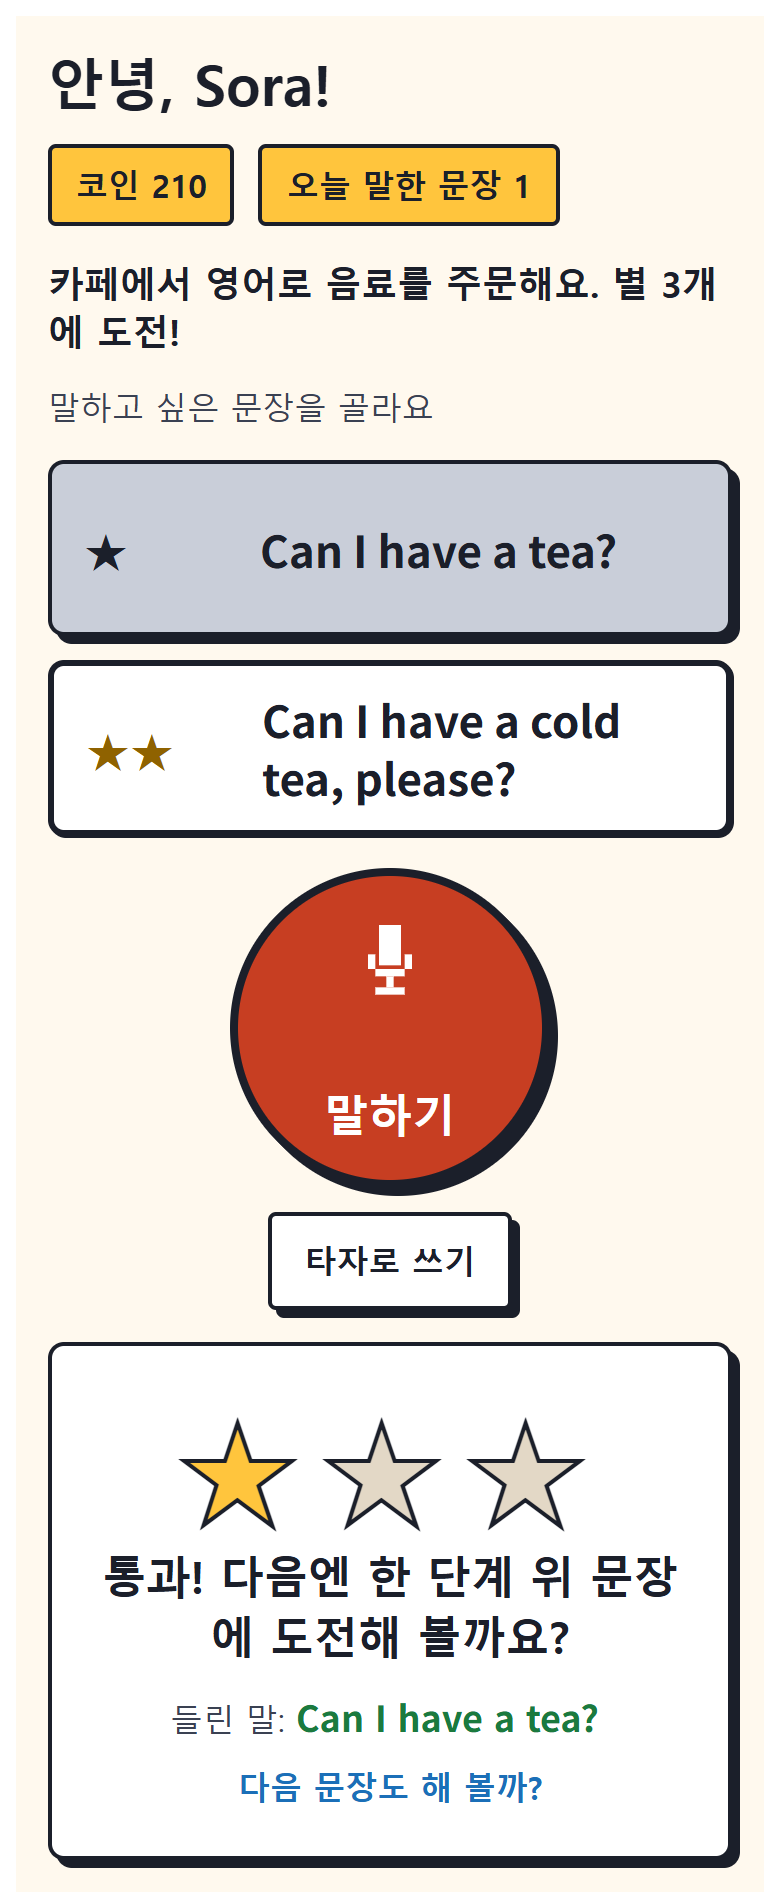 안녕, Sora!
코인 210
오늘 말한 문장 1
카페에서 영어로 음료를 주문해요. 별 3개
에 도전!
말하고 싶은 문장을 골라요
★ Can I have a tea?
★★ Can I have a cold
tea, please?
말하기
타자로 쓰기
통과! 다음엔 한 단계 위 문장
에 도전해 볼까요?
들린 말: Can I have a tea?
다음 문장도 해 볼까?